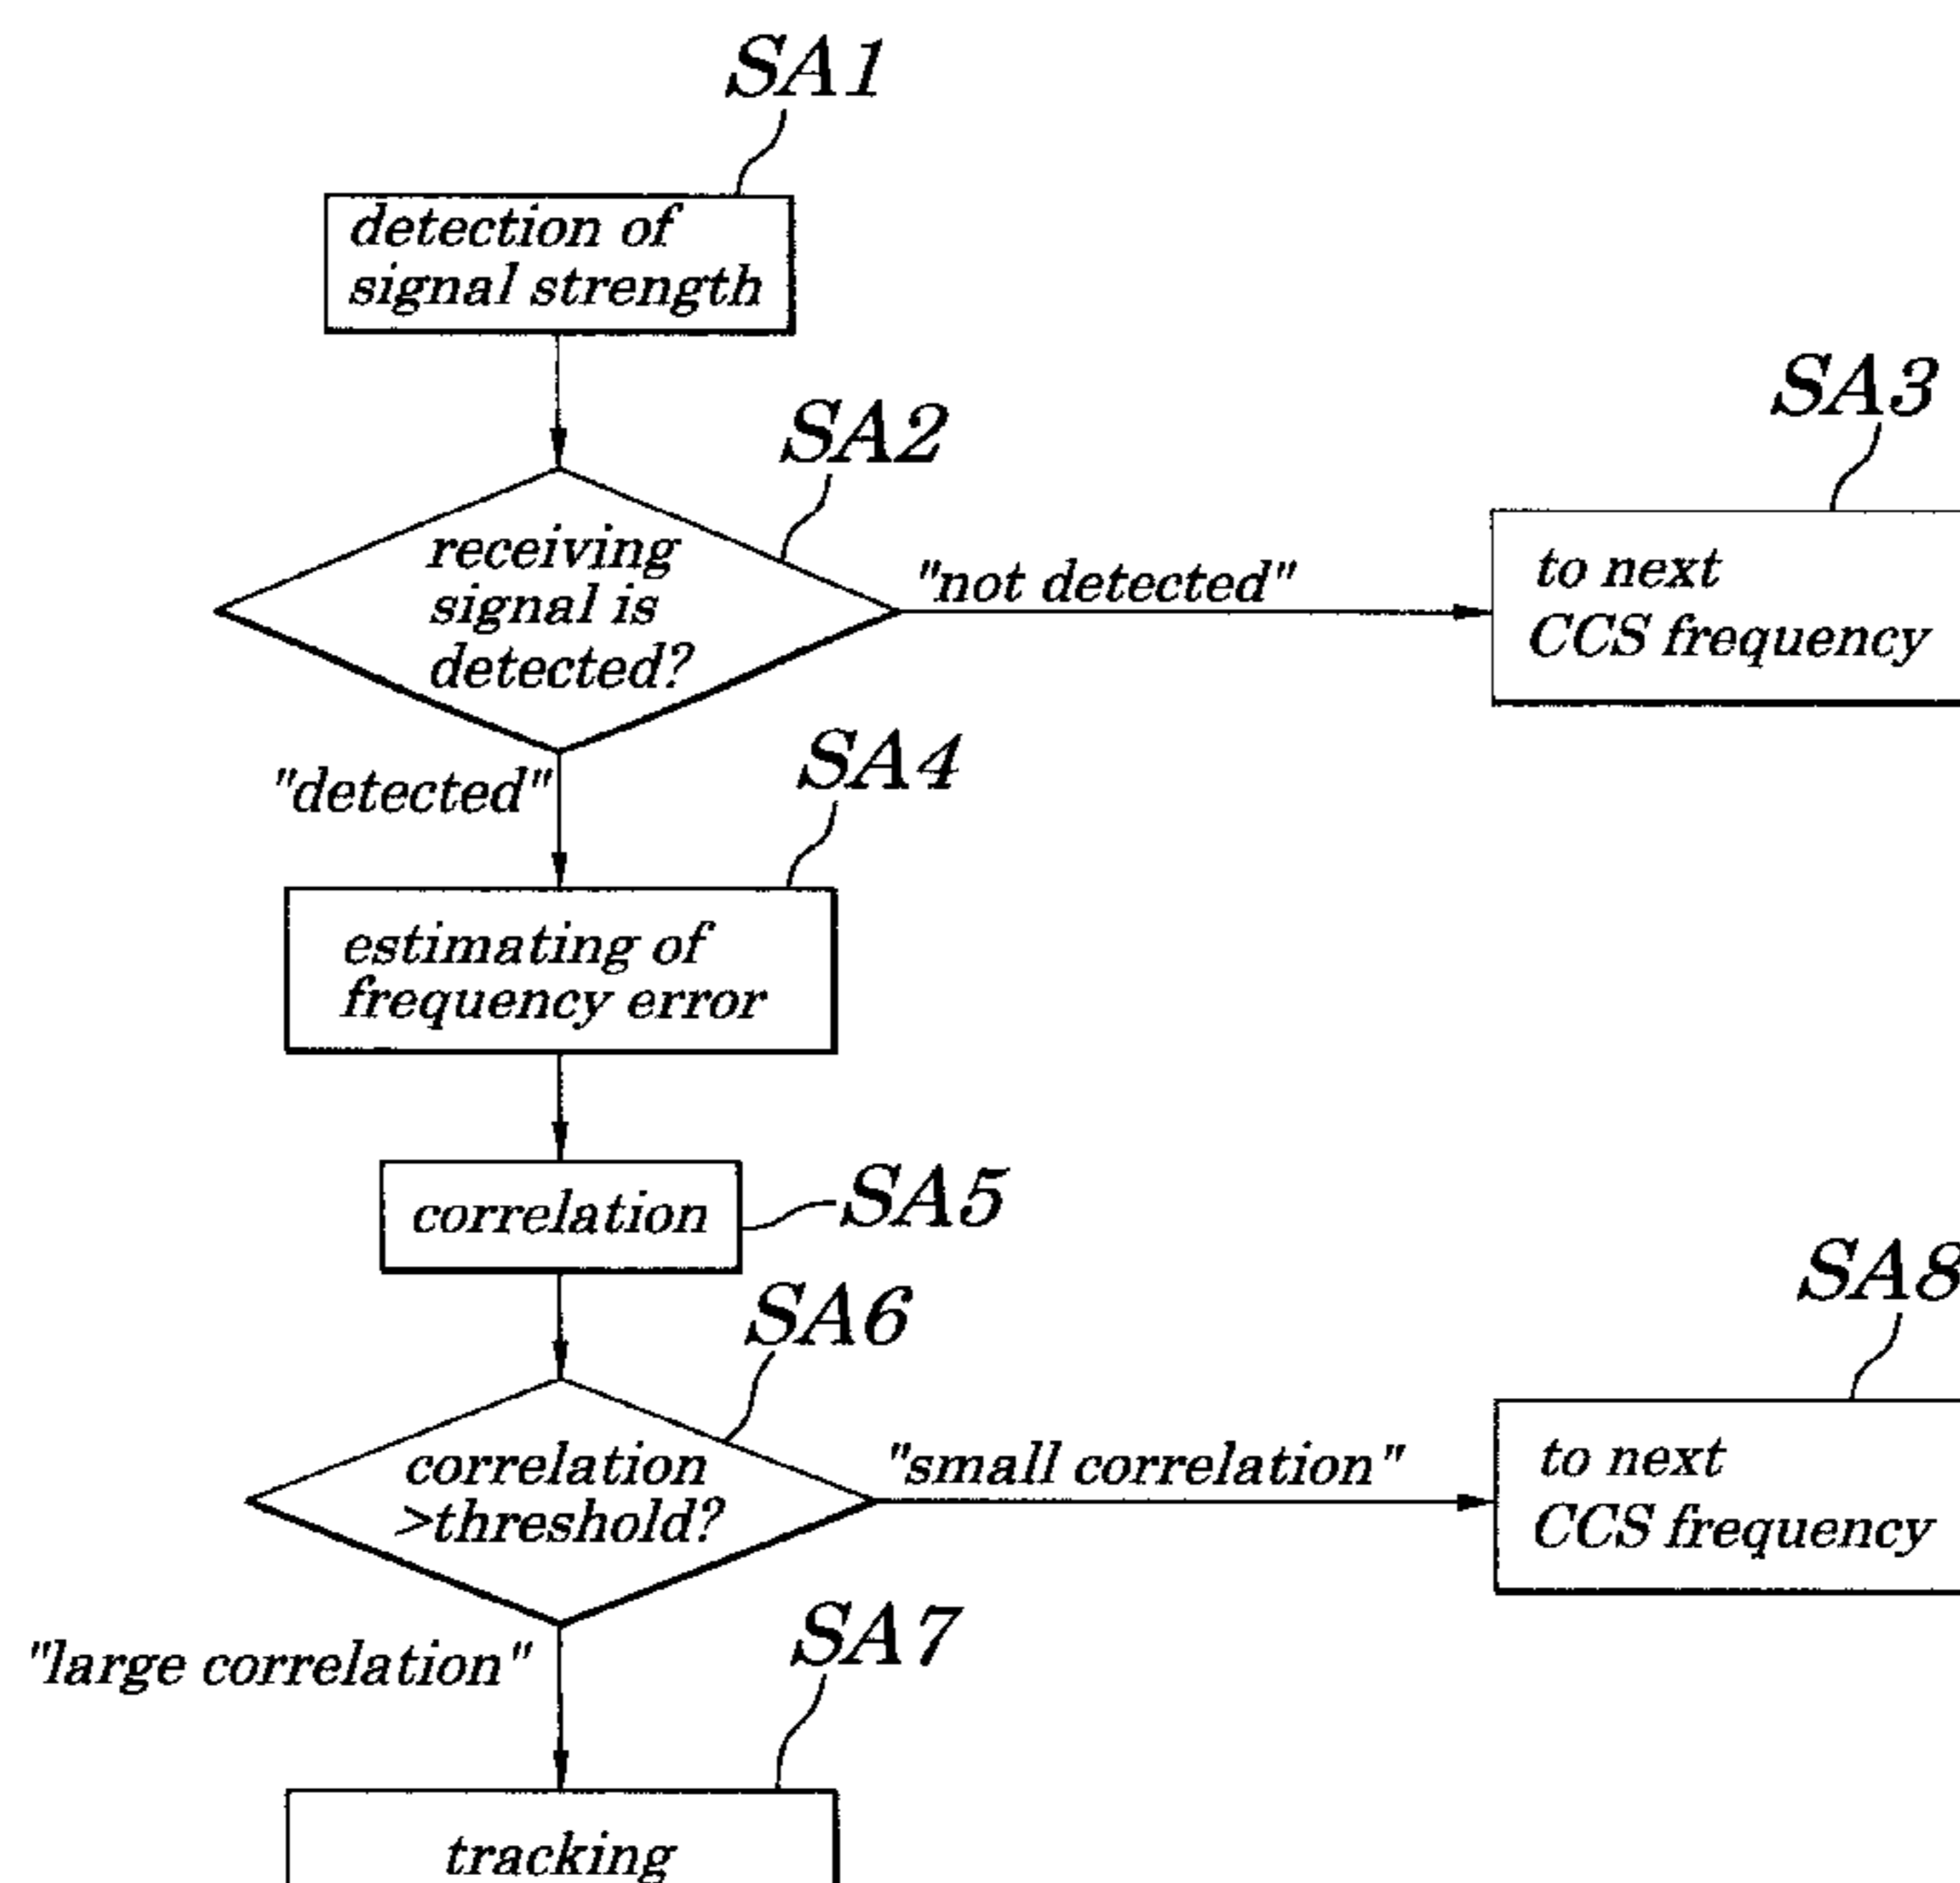 SA1
detection of
signal strength
SA2
SA3
receiving
signal is
detected?
"not detected"
to next
CCS frequency
"detected"
SA4
estimating of
frequency error
correlation
SA5
SA6
SA8
correlation
>threshold?
"small correlation"
to next
CCS frequency
"large correlation"
SA7
tracking